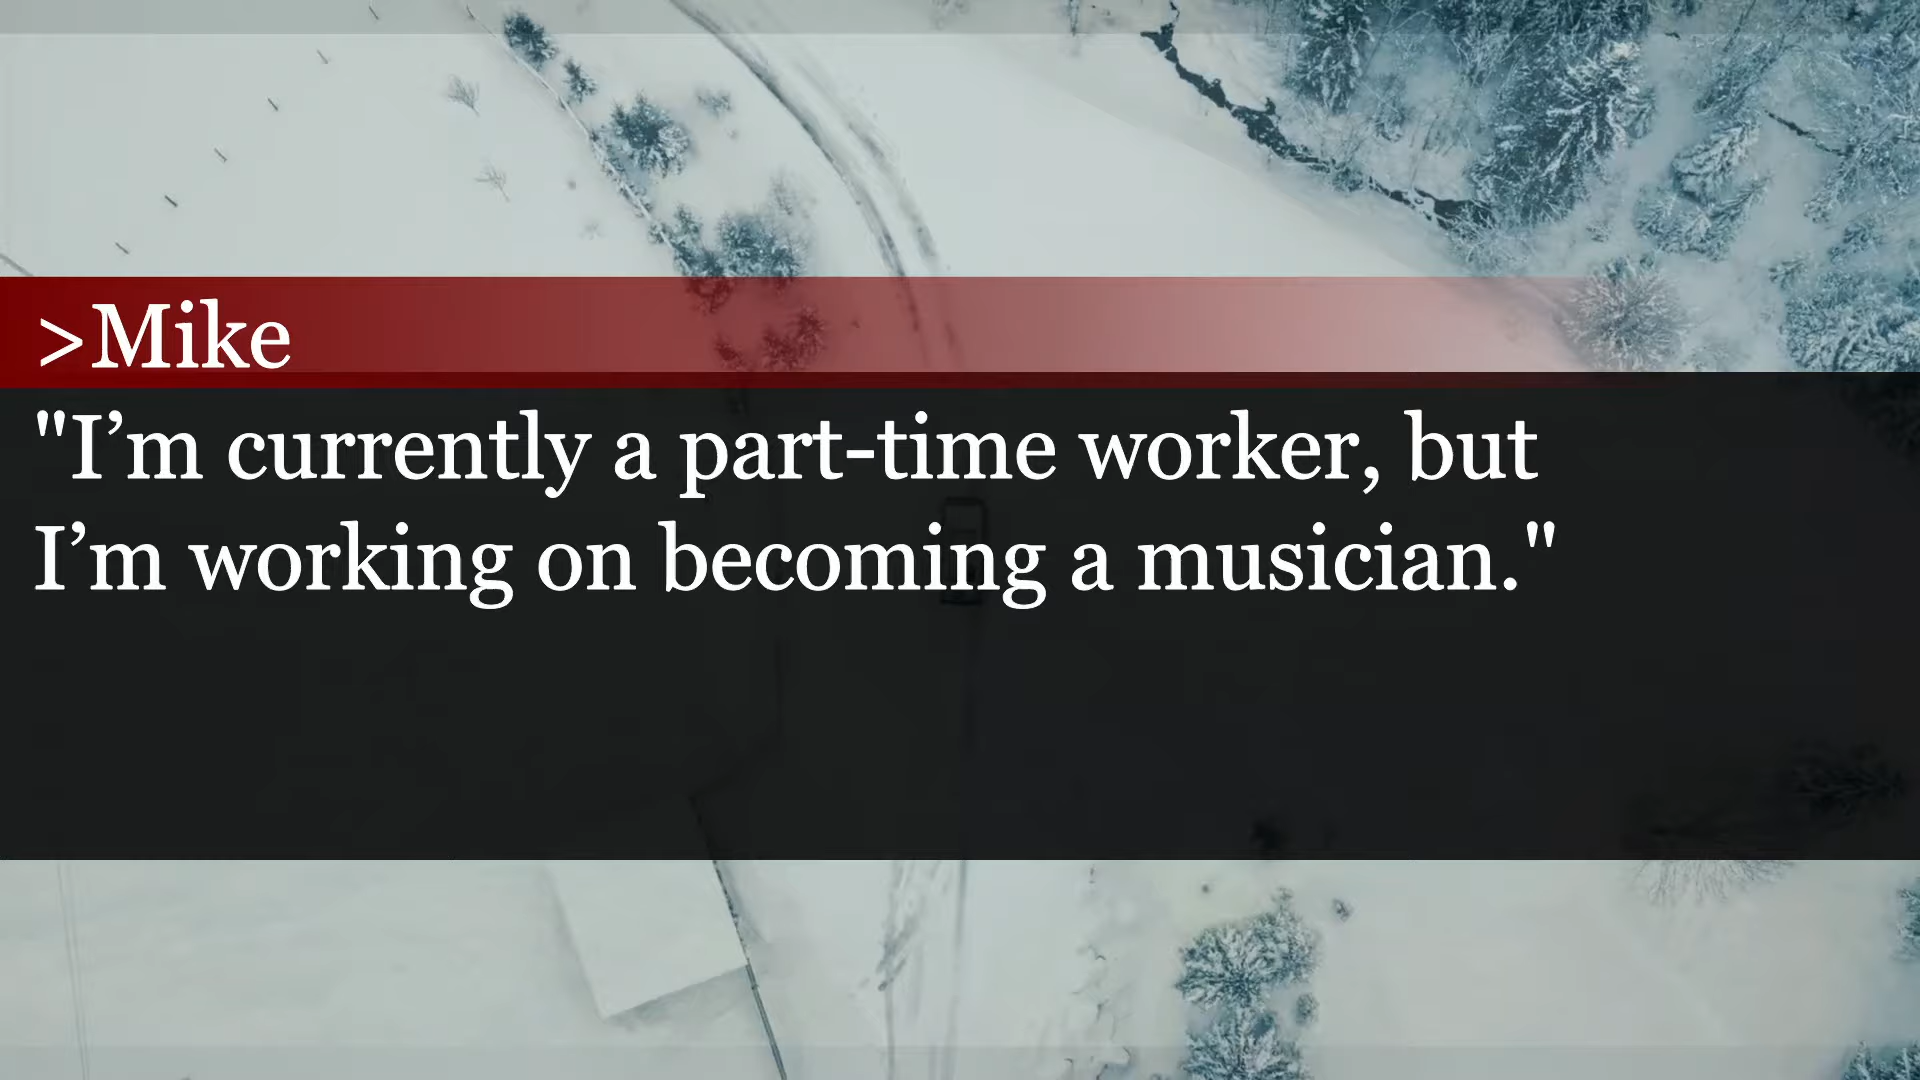 >Mike
"I’m currently a part-time worker, but
I’m working on becoming a musician."